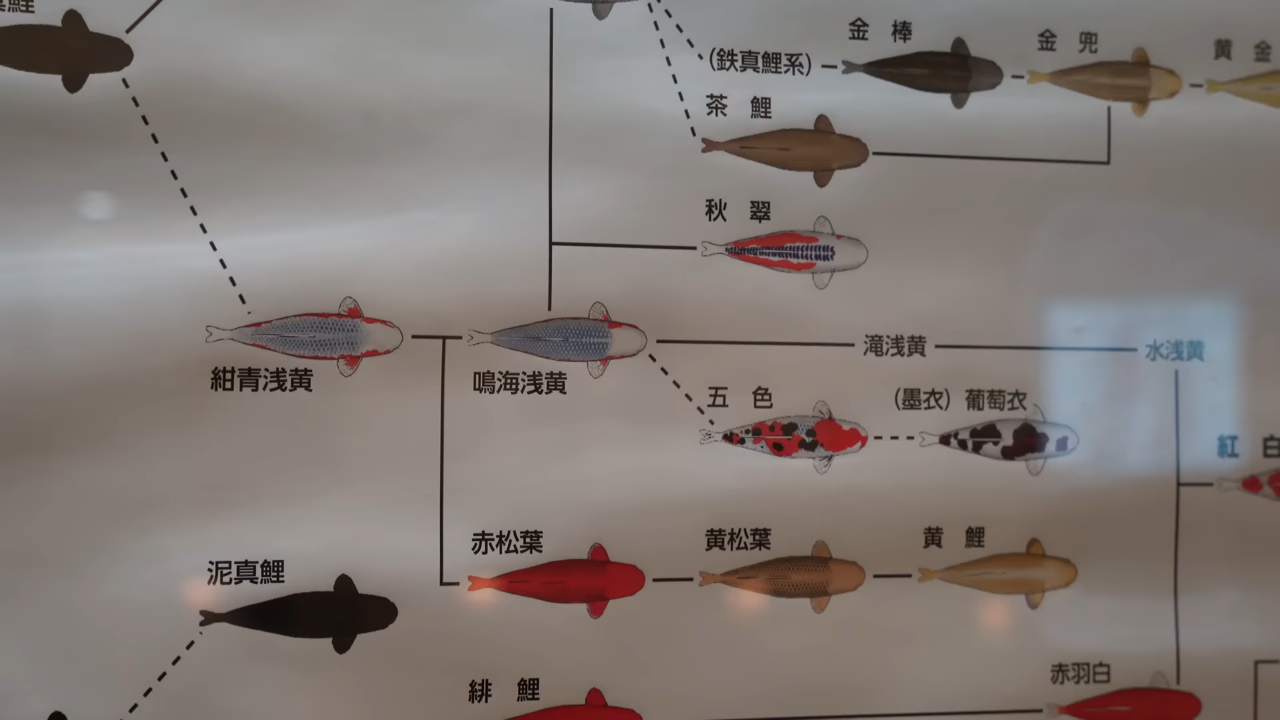 真鯉
金棒
金兜
黄金
(鉄真鯉系)
茶鯉
秋翠
紺青浅黄
鳴海浅黄
滝浅黄
水浅黄
五色
(墨衣) 葡萄衣
紅白
赤松葉
黄松葉
黄鯉
泥真鯉
赤羽白
緋鯉